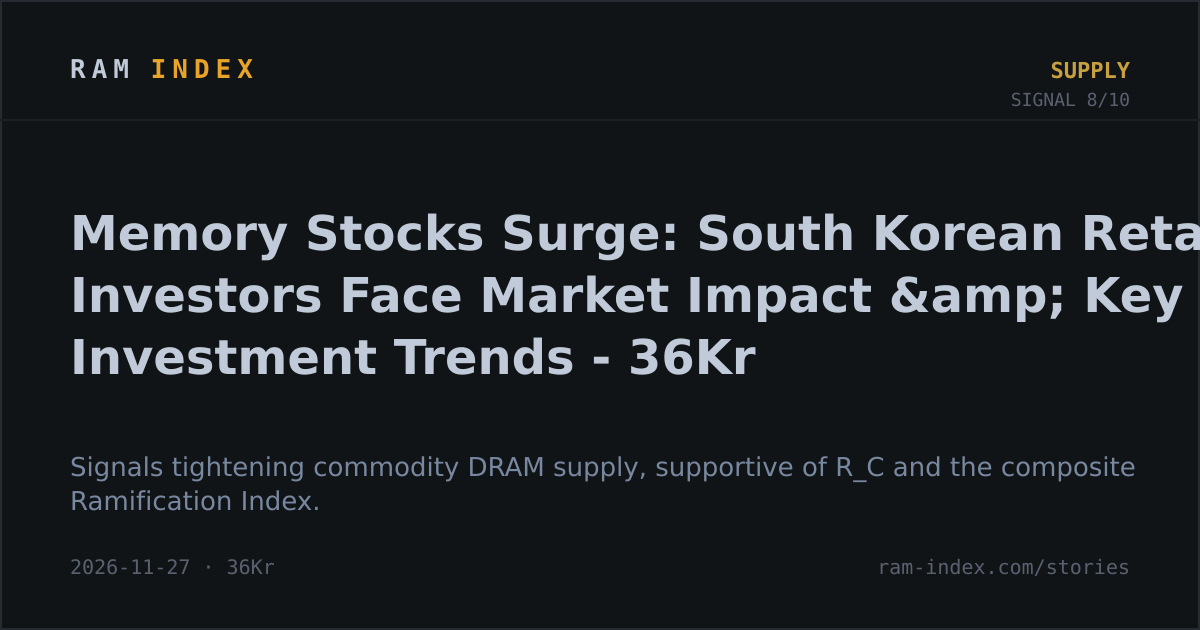 RAM INDEX
SUPPLY
SIGNAL 8/10
Memory Stocks Surge: South Korean Reta
Investors Face Market Impact &amp; Key
Investment Trends - 36Kr
Signals tightening commodity DRAM supply, supportive of R_C and the composite
Ramification Index.
2026-11-27 · 36Kr
ram-index.com/stories